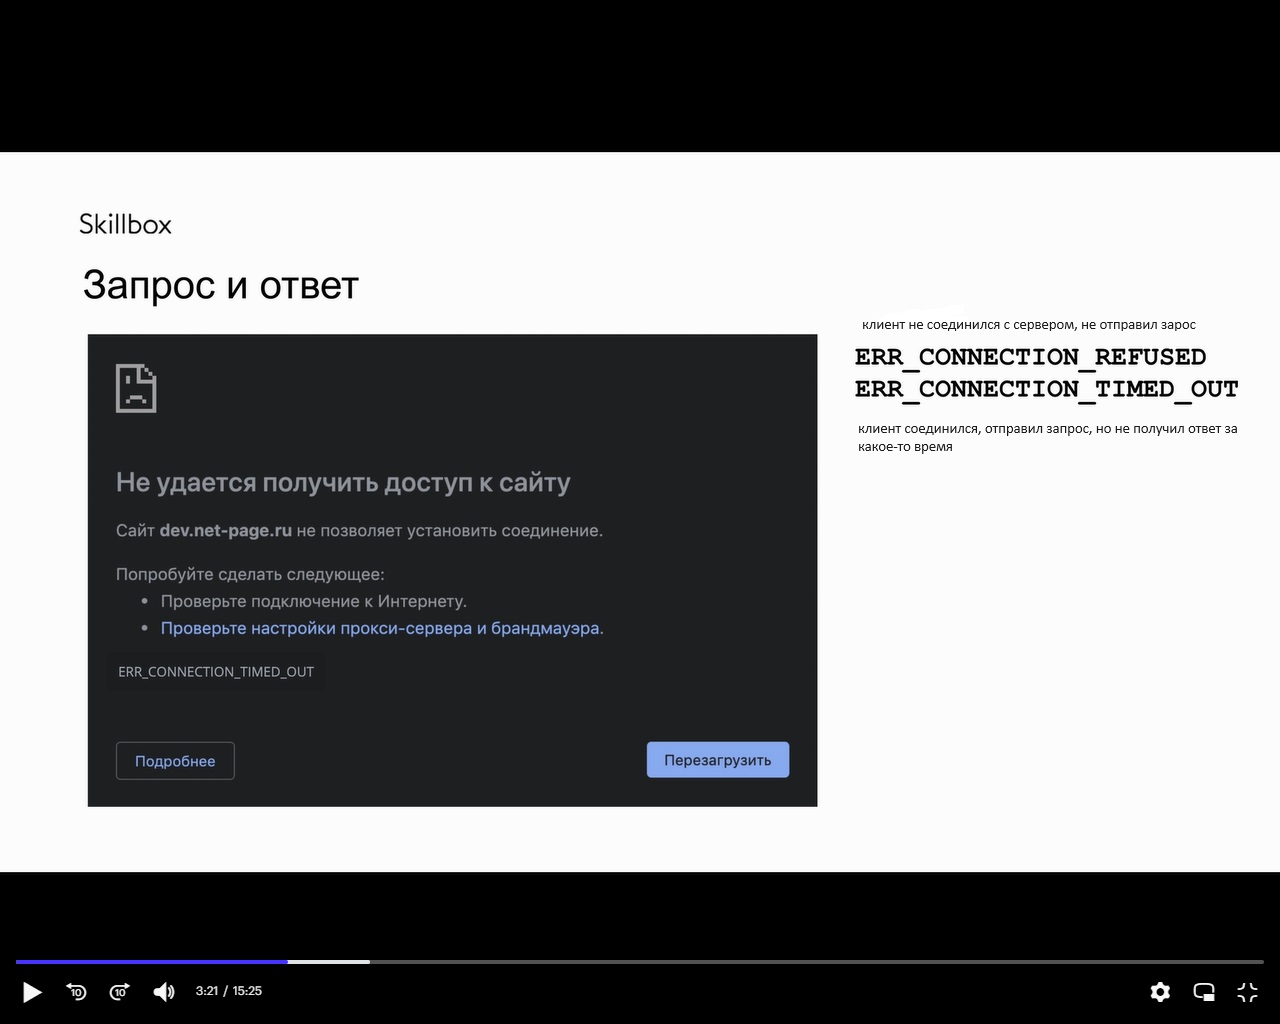 Skillbox
Запрос и ответ
клиент не соединился с сервером, не отправил зарос
ERR_CONNECTION_REFUSED
ERR_CONNECTION_TIMED_OUT
клиент соединился, отправил запрос, но не получил ответ за
какое-то время
Не удается получить доступ к сайту
Сайт dev.net-page.ru не позволяет установить соединение.
Попробуйте сделать следующее:
• Проверьте подключение к Интернету.
• Проверьте настройки прокси-сервера и брандмауэра.
ERR_CONNECTION_TIMED_OUT
Подробнее
Перезагрузить
10
10
3:21 / 15:25